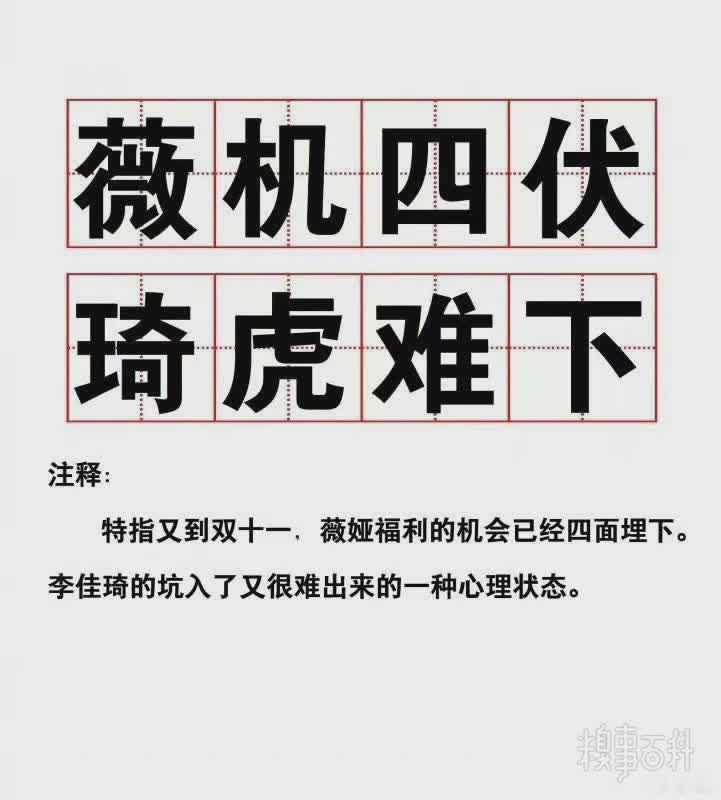 薇机四伏
琦虎难下
注释：
特指又到双十一，薇娅福利的机会已经四面埋下。
李佳琦的坑入了又很难出来的一种心理状态。
糗事百科